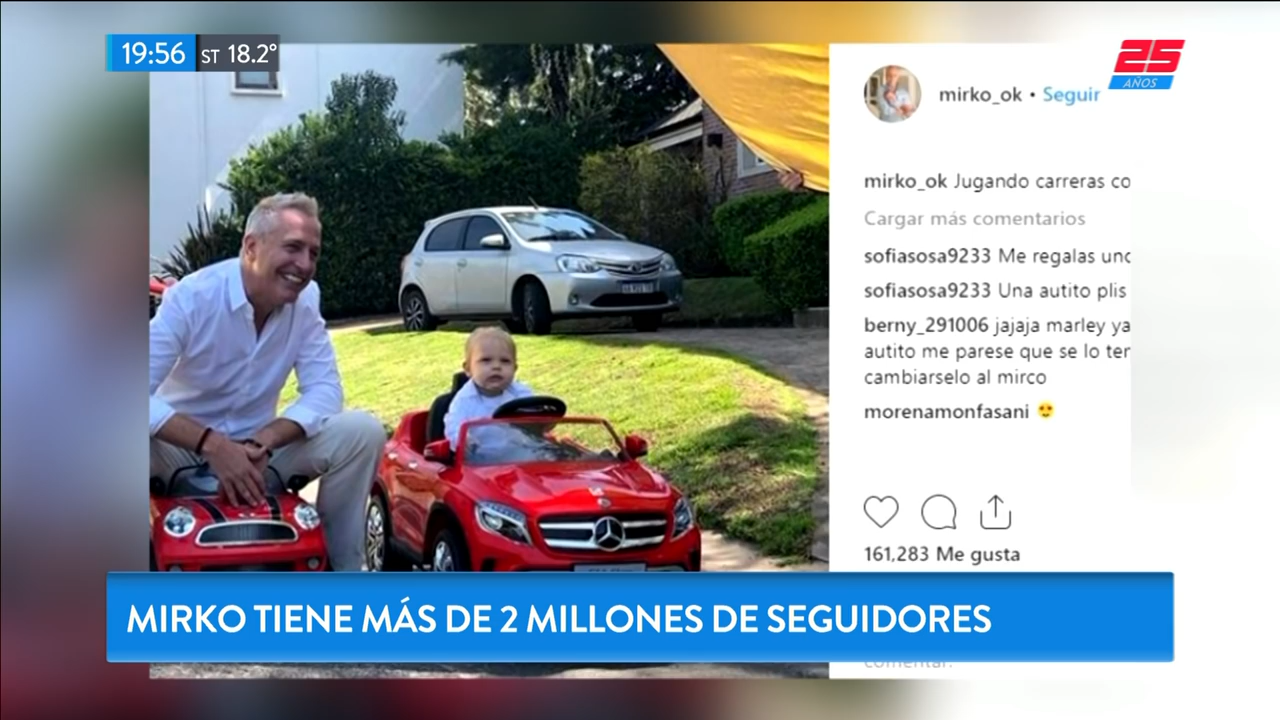 19:56 ST 18.2°
25
AÑOS
mirko_ok • Seguir
mirko_ok Jugando carreras co
Cargar más comentarios
sofiasosa9233 Me regalas uno
sofiasosa9233 Una autito plis
berny_291006 jajaja marley ya
autito me parese que se lo ten
cambiarselo al mirco
morenamonfasani 😍
161,283 Me gusta
MIRKO TIENE MÁS DE 2 MILLONES DE SEGUIDORES